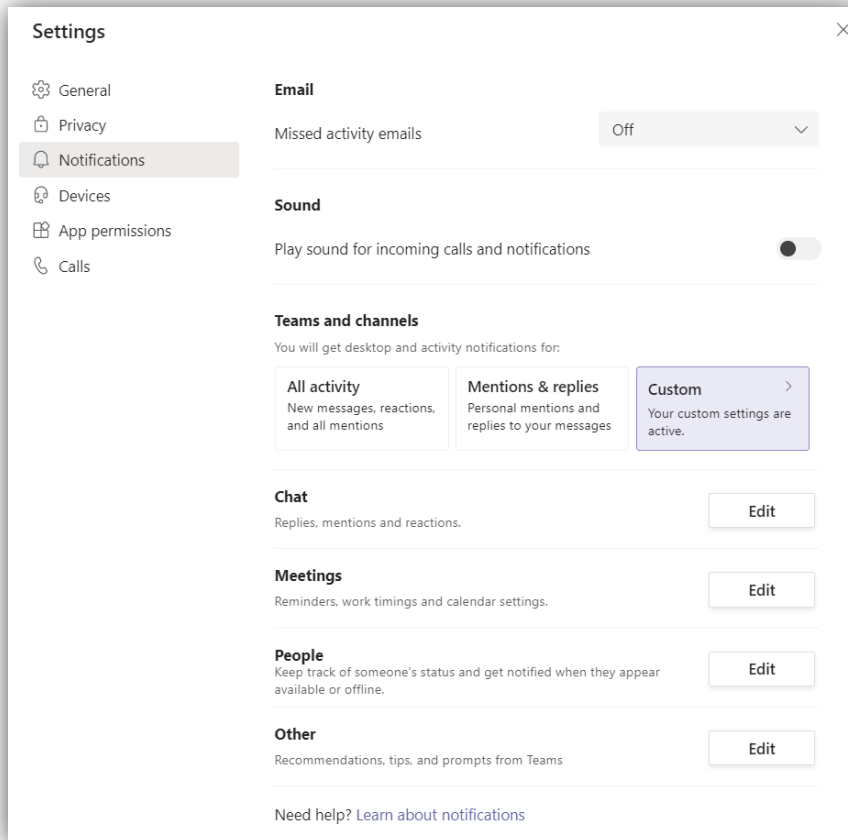 Settings
General
Privacy
Notifications
Devices
App permissions
Calls
Email
Missed activity emails
Off
Sound
Play sound for incoming calls and notifications
Teams and channels
You will get desktop and activity notifications for:
All activity
New messages, reactions,
and all mentions
Mentions & replies
Personal mentions and
replies to your messages
Custom
Your custom settings are
active.
Chat
Replies, mentions and reactions.
Edit
Meetings
Reminders, work timings and calendar settings.
Edit
People
Keep track of someone's status and get notified when they appear
available or offline.
Edit
Other
Recommendations, tips, and prompts from Teams
Edit
Need help? Learn about notifications